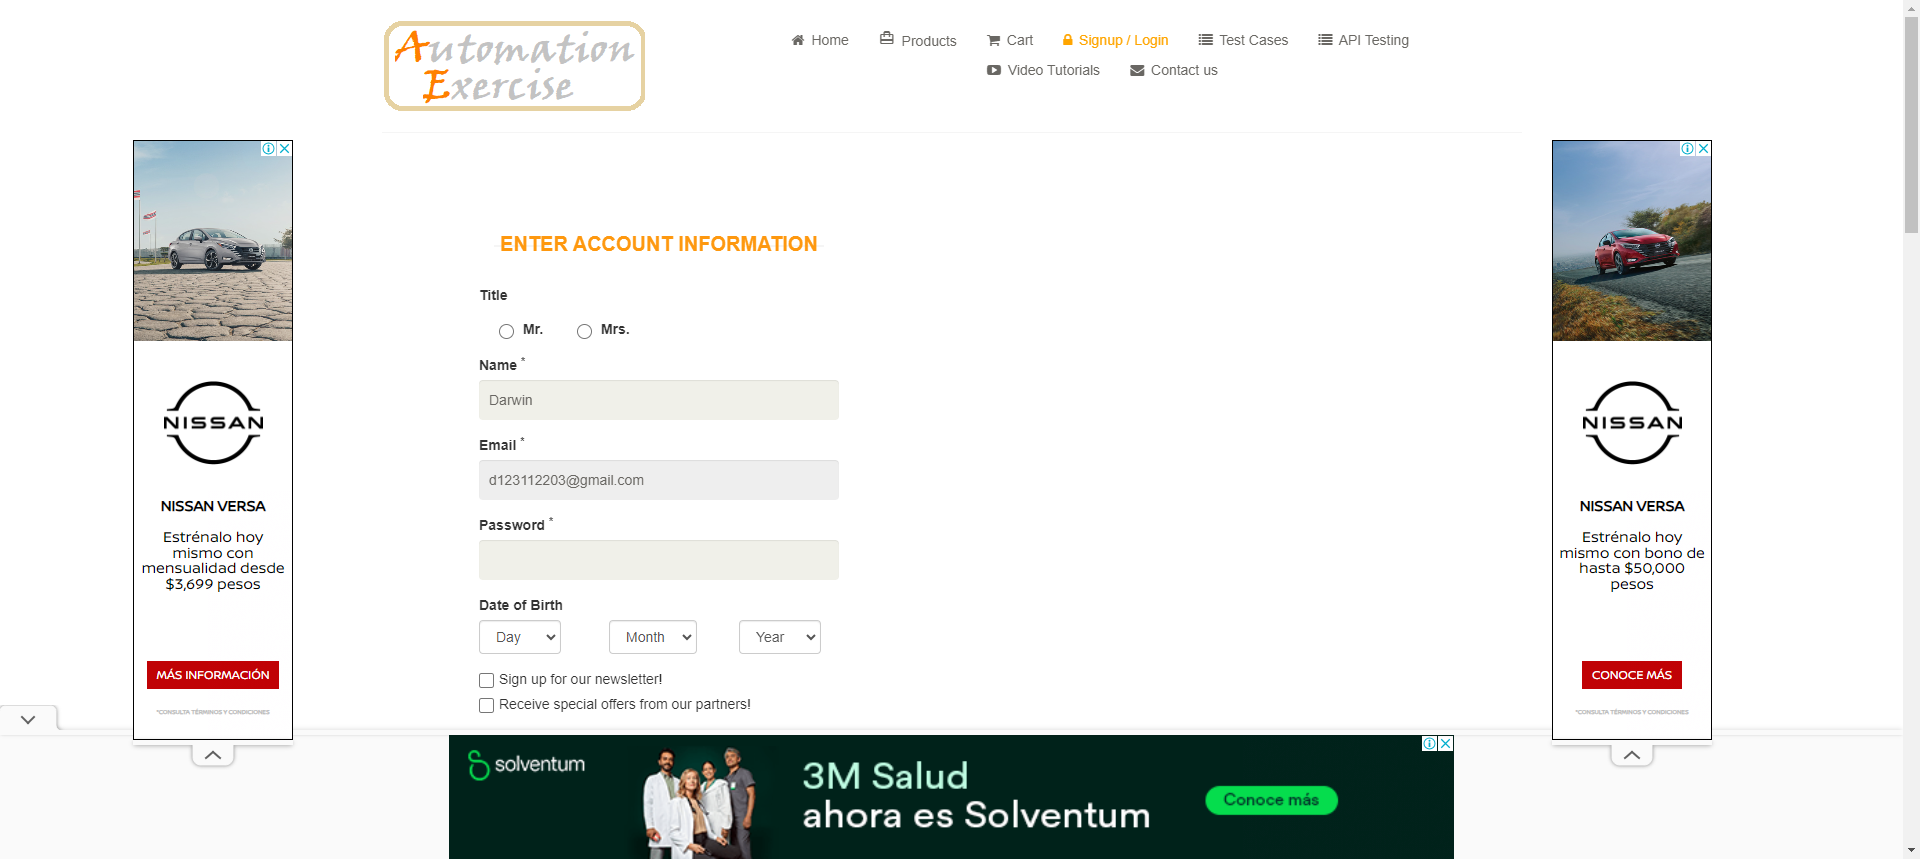 Automation
Exercise
Home
Products
Cart
Signup / Login
Test Cases
API Testing
Video Tutorials
Contact us
ENTER ACCOUNT INFORMATION
Title
Mr.
Mrs.
Name *
Darwin
Email *
d123112203@gmail.com
Password *
Date of Birth
Day
Month
Year
Sign up for our newsletter!
Receive special offers from our partners!
NISSAN
NISSAN VERSA
Estrénalo hoy
mismo con
mensualidad desde
$3,699 pesos
MÁS INFORMACIÓN
*CONSULTA TÉRMINOS Y CONDICIONES
NISSAN
NISSAN VERSA
Estrénalo hoy
mismo con bono de
hasta $50,000
pesos
CONOCE MÁS
*CONSULTA TÉRMINOS Y CONDICIONES
solventum
3M Salud
ahora es Solventum
Conoce más